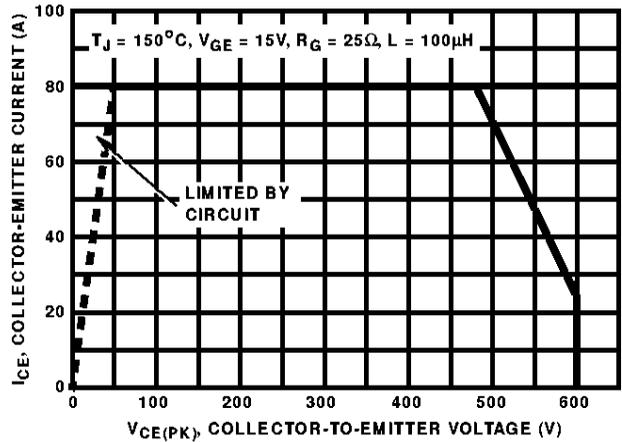 I_CE, COLLECTOR-EMITTER CURRENT (A)
100
80
60
40
20
0
T_J = 150°C, V_GE = 15V, R_G = 25Ω, L = 100μH
LIMITED BY
CIRCUIT
0 100 200 300 400 500 600
V_CE(PK), COLLECTOR-TO-EMITTER VOLTAGE (V)